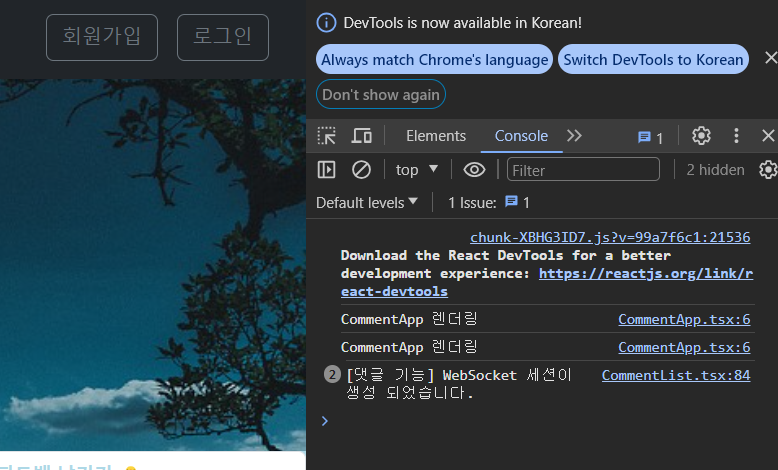 회원가입
로그인
DevTools is now available in Korean!
Always match Chrome's language
Switch DevTools to Korean
Don't show again
Elements
Console
1
top
Filter
2 hidden
Default levels
1 Issue:
1
chunk-XBHG3ID7.js?v=99a7f6c1:21536
Download the React DevTools for a better
development experience: https://reactjs.org/link/r
eact-devtools
CommentApp 렌더링
CommentApp.tsx:6
CommentApp 렌더링
CommentApp.tsx:6
2
[댓글 기능] WebSocket 세션이
CommentList.tsx:84
생성 되었습니다.